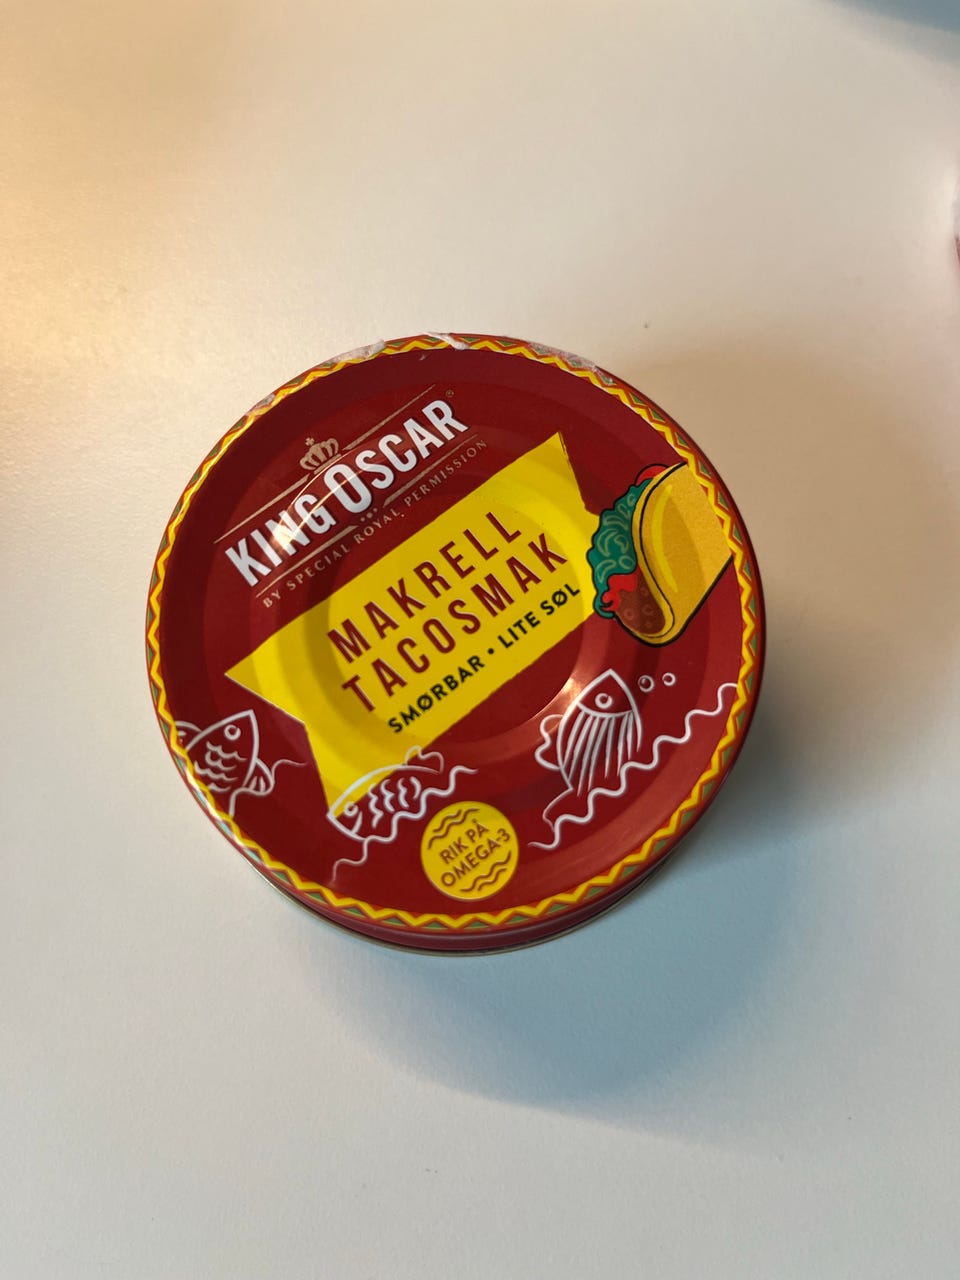 KING OSCAR®
BY SPECIAL ROYAL PERMISSION
MAKRELL
TACOSMAK
SMØRBAR • LITE SØL
RIK PÅ
OMEGA-3